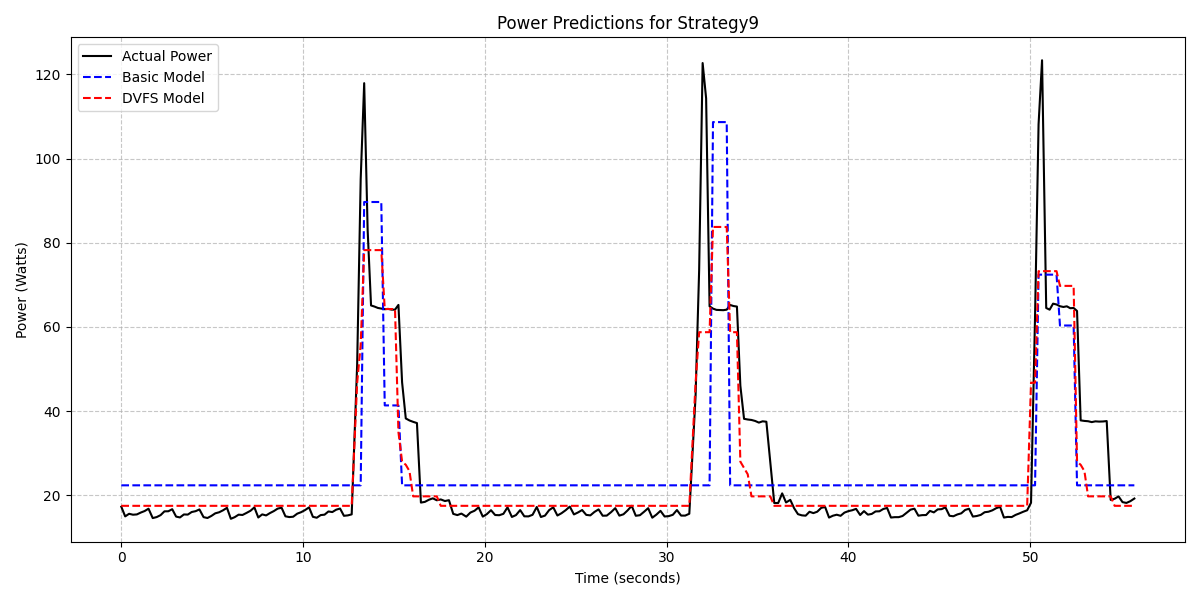 Power Predictions for Strategy9
Actual Power
Basic Model
DVFS Model
Power (Watts)
120
100
80
60
40
20
0 10 20 30 40 50
Time (seconds)